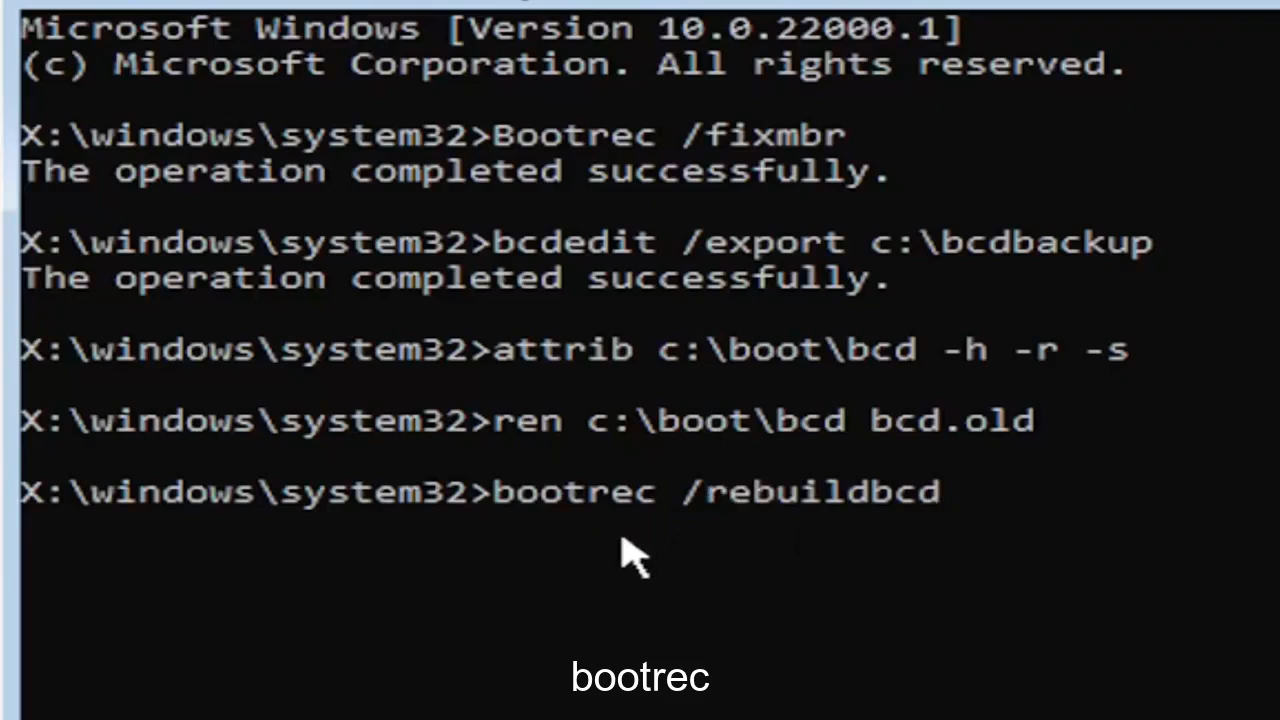 Microsoft Windows [Version 10.0.22000.1]
(c) Microsoft Corporation. All rights reserved.
X:\windows\system32>Bootrec /fixmbr
The operation completed successfully.
X:\windows\system32>bcdedit /export c:\bcdbackup
The operation completed successfully.
X:\windows\system32>attrib c:\boot\bcd -h -r -s
X:\windows\system32>ren c:\boot\bcd bcd.old
X:\windows\system32>bootrec /rebuildbcd
bootrec